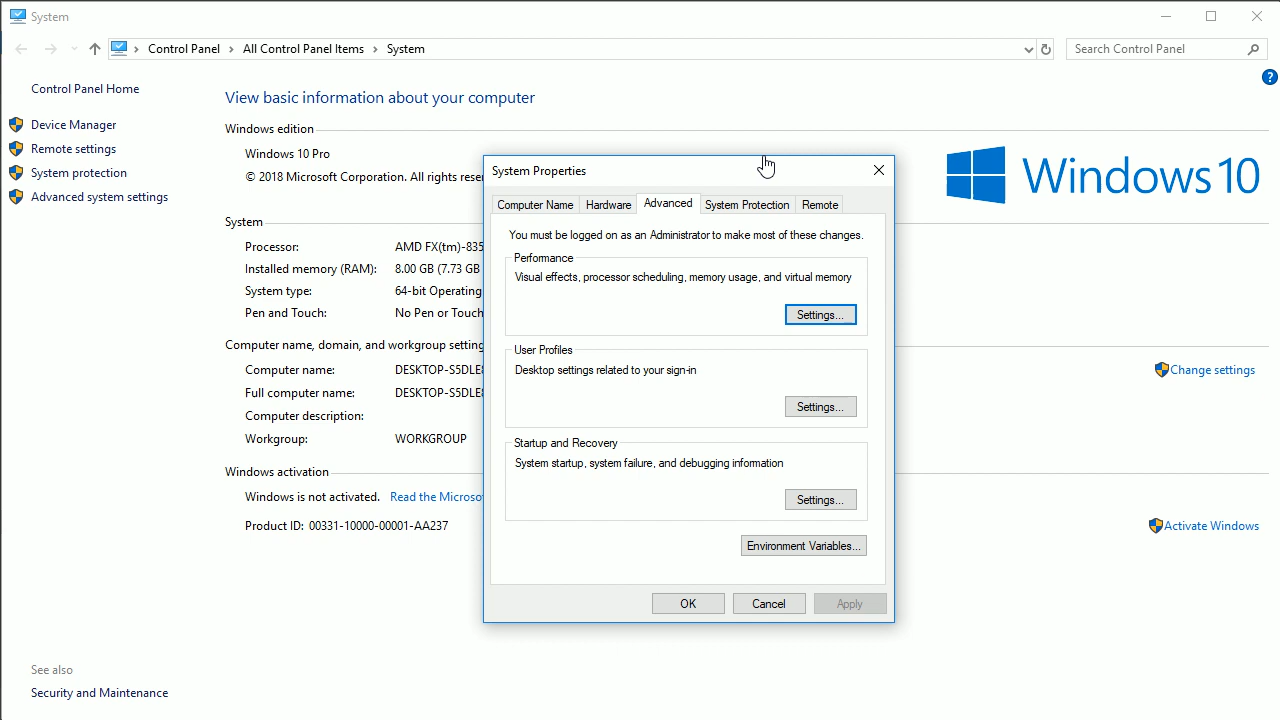 System
Control Panel > All Control Panel Items > System
Search Control Panel
?
Control Panel Home
Device Manager
Remote settings
System protection
Advanced system settings
View basic information about your computer
Windows edition
Windows 10 Pro
© 2018 Microsoft Corporation. All rights
Windows 10
System
Processor: AMD FX(tm)-835
Installed memory (RAM): 8.00 GB (7.73 GB
System type: 64-bit Operating
Pen and Touch: No Pen or Touch
Computer name, domain, and workgroup
Computer name: DESKTOP-S5DLE
Full computer name: DESKTOP-S5DLE
Computer description:
Workgroup: WORKGROUP
Change settings
Windows activation
Windows is not activated. Read the
Product ID: 00331-10000-00001-AA237
Activate Windows
See also
Security and Maintenance
System Properties
Computer Name Hardware Advanced System Protection Remote
You must be logged on as an Administrator to make most of these changes.
Performance
Visual effects, processor scheduling, memory usage, and virtual memory
Settings...
User Profiles
Desktop settings related to your sign-in
Settings...
Startup and Recovery
System startup, system failure, and debugging information
Settings...
Environment Variables...
OK Cancel Apply